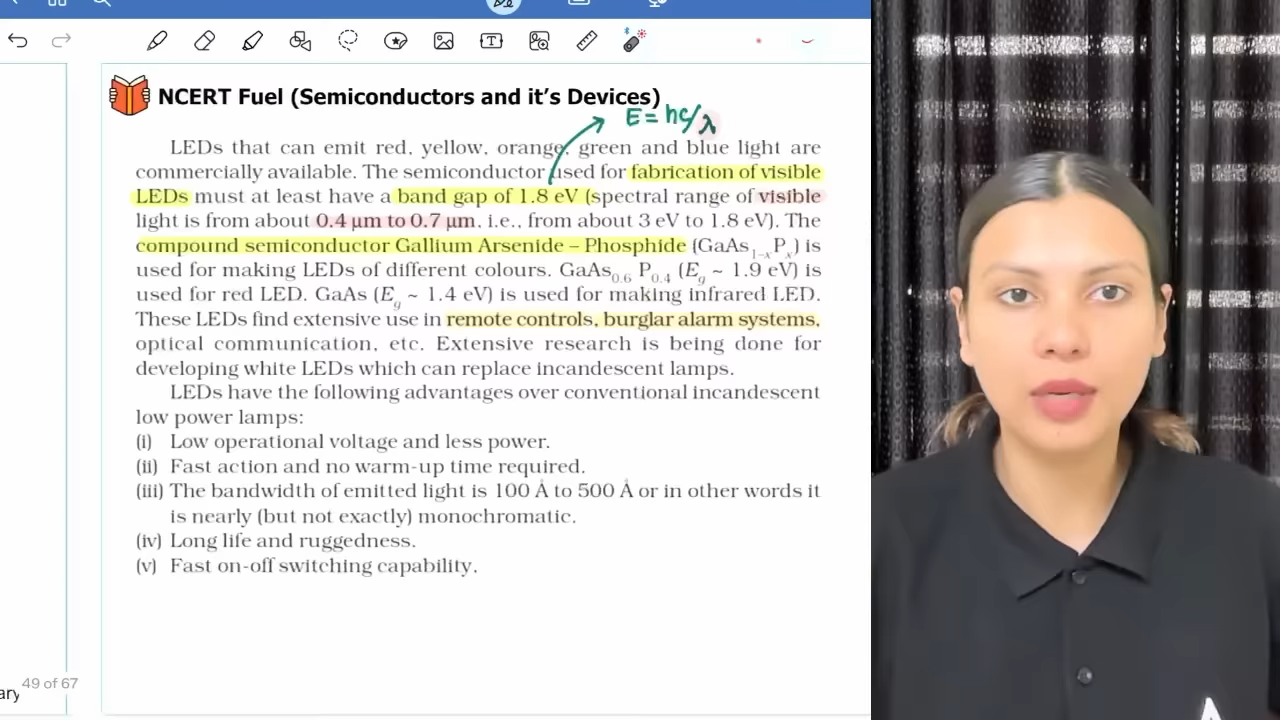 NCERT Fuel (Semiconductors and it's Devices)
E = hc/λ
LEDs that can emit red, yellow, orange, green and blue light are
commercially available. The semiconductor used for fabrication of visible
LEDs must at least have a band gap of 1.8 eV (spectral range of visible
light is from about 0.4 µm to 0.7 µm, i.e., from about 3 eV to 1.8 eV). The
compound semiconductor Gallium Arsenide – Phosphide (GaAs₁₋ₓPₓ) is
used for making LEDs of different colours. GaAs₀.₆ P₀.₄ (E_g ~ 1.9 eV) is
used for red LED. GaAs (E_g ~ 1.4 eV) is used for making infrared LED.
These LEDs find extensive use in remote controls, burglar alarm systems,
optical communication, etc. Extensive research is being done for
developing white LEDs which can replace incandescent lamps.
LEDs have the following advantages over conventional incandescent
low power lamps:
(i) Low operational voltage and less power.
(ii) Fast action and no warm-up time required.
(iii) The bandwidth of emitted light is 100 Å to 500 Å or in other words it
is nearly (but not exactly) monochromatic.
(iv) Long life and ruggedness.
(v) Fast on-off switching capability.
49 of 67
ary